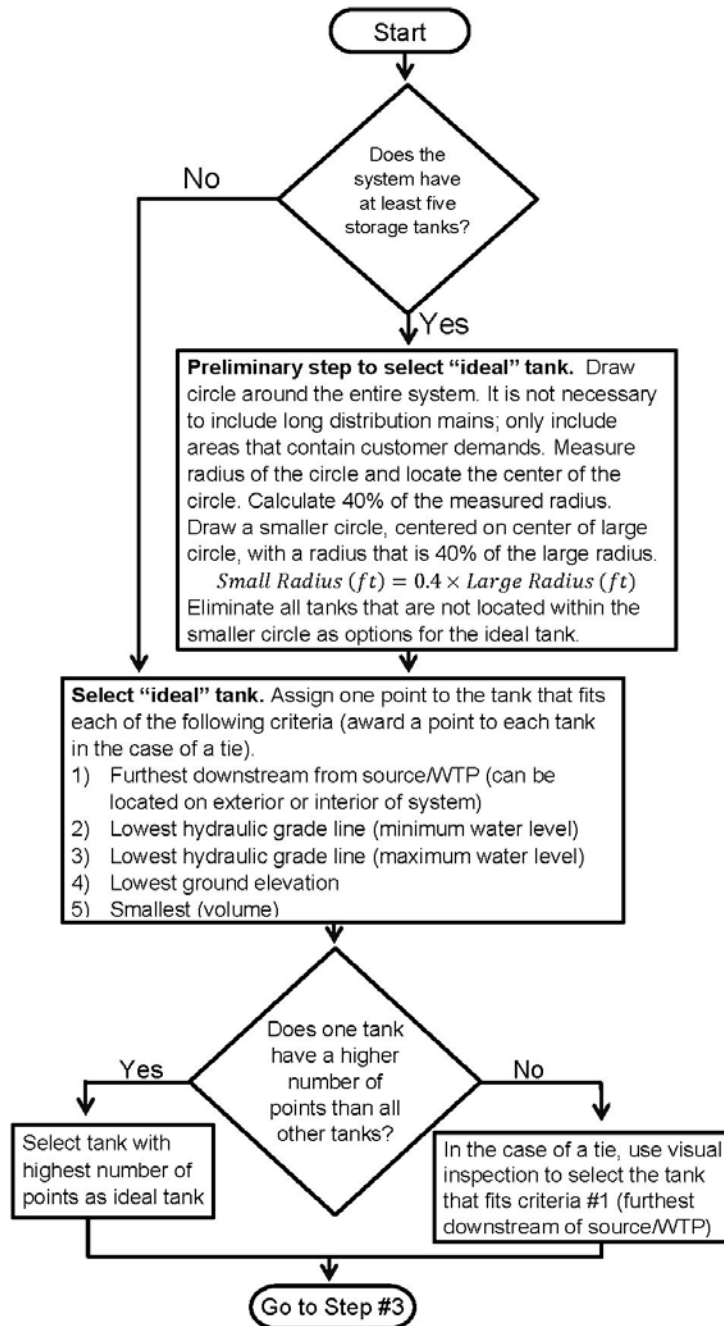 Start
Does the
system have
at least five
storage tanks?
No
Yes
Preliminary step to select “ideal” tank. Draw
circle around the entire system. It is not necessary
to include long distribution mains; only include
areas that contain customer demands. Measure
radius of the circle and locate the center of the
circle. Calculate 40% of the measured radius.
Draw a smaller circle, centered on center of large
circle, with a radius that is 40% of the large radius.
Small Radius (ft) = 0.4 × Large Radius (ft)
Eliminate all tanks that are not located within the
smaller circle as options for the ideal tank.
Select “ideal” tank. Assign one point to the tank that fits
each of the following criteria (award a point to each tank
in the case of a tie).
1) Furthest downstream from source/WTP (can be
located on exterior or interior of system)
2) Lowest hydraulic grade line (minimum water level)
3) Lowest hydraulic grade line (maximum water level)
4) Lowest ground elevation
5) Smallest (volume)
Does one tank
have a higher
number of
points than all
other tanks?
Yes
No
Select tank with
highest number of
points as ideal tank
In the case of a tie, use visual
inspection to select the tank
that fits criteria #1 (furthest
downstream of source/WTP)
Go to Step #3